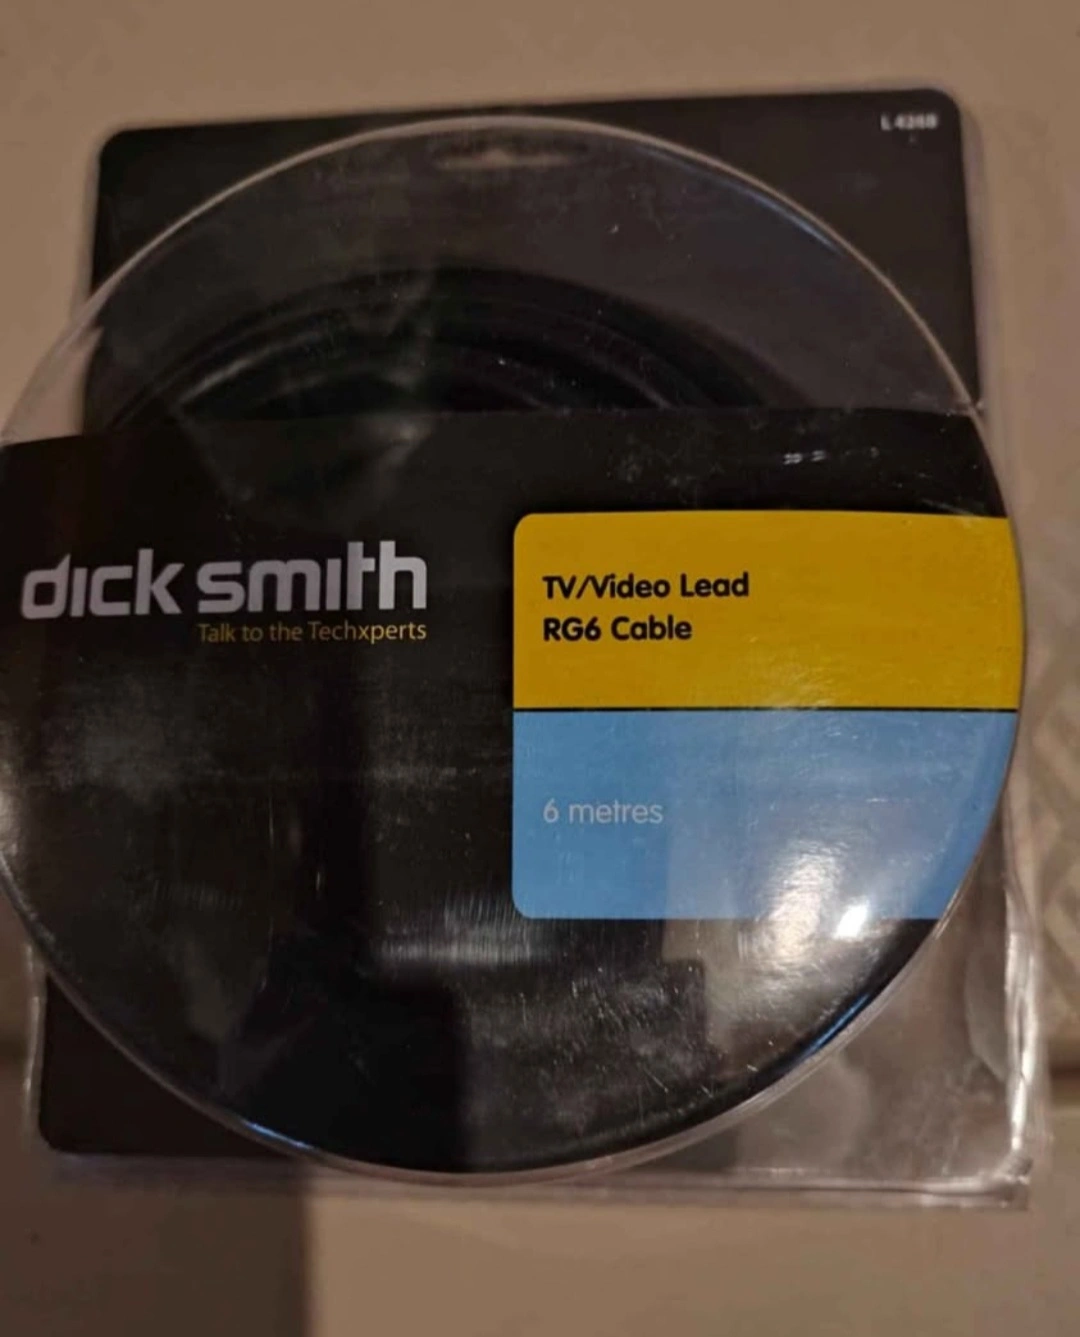 dick smith
Talk to the Techxperts
TV/Video Lead
RG6 Cable
6 metres